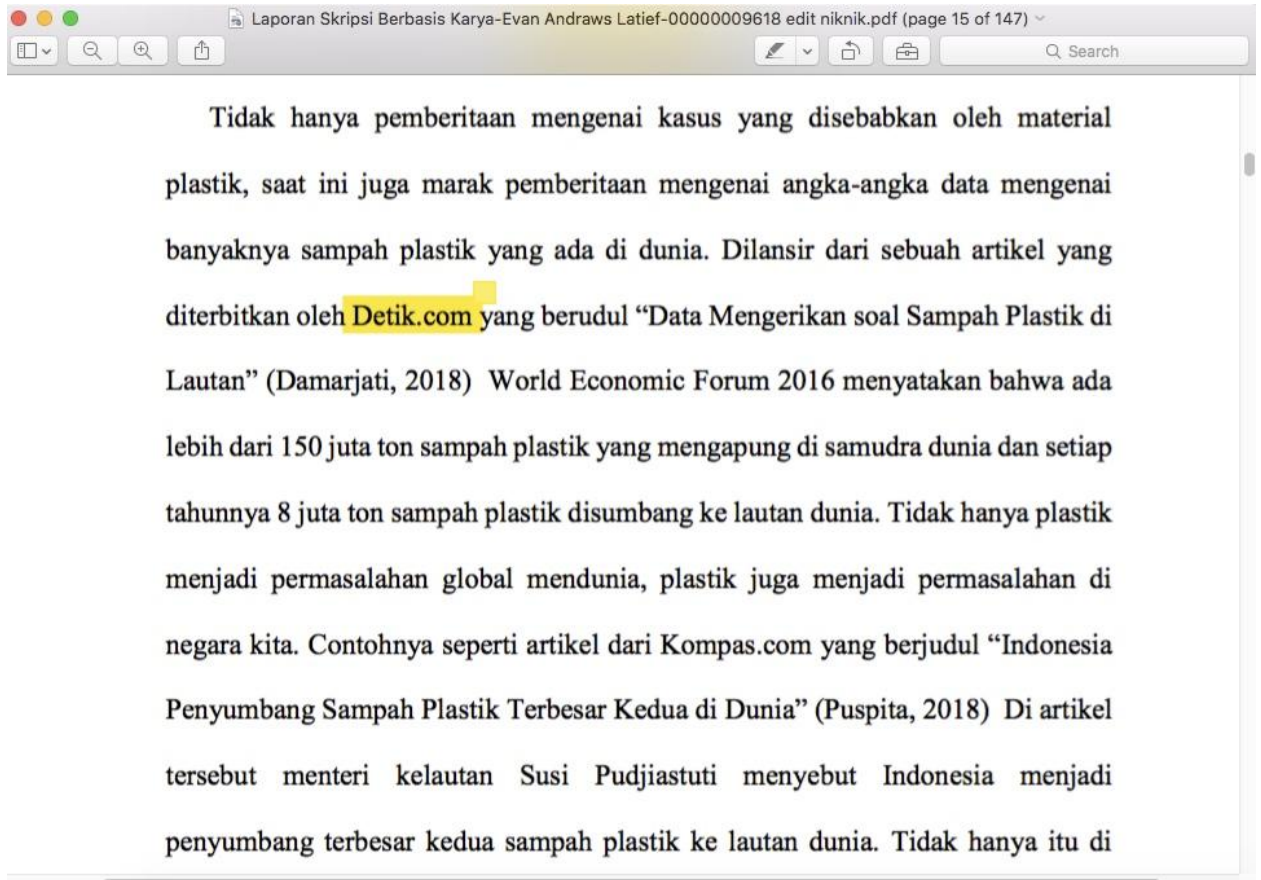 Laporan Skripsi Berbasis Karya-Evan Andraws Latief-00000009618 edit niknik.pdf (page 15 of 147)
Search
Tidak hanya pemberitaan mengenai kasus yang disebabkan oleh material
plastik, saat ini juga marak pemberitaan mengenai angka-angka data mengenai
banyaknya sampah plastik yang ada di dunia. Dilansir dari sebuah artikel yang
diterbitkan oleh Detik.com yang berudul “Data Mengerikan soal Sampah Plastik di
Lautan” (Damarjati, 2018)  World Economic Forum 2016 menyatakan bahwa ada
lebih dari 150 juta ton sampah plastik yang mengapung di samudra dunia dan setiap
tahunnya 8 juta ton sampah plastik disumbang ke lautan dunia. Tidak hanya plastik
menjadi permasalahan global mendunia, plastik juga menjadi permasalahan di
negara kita. Contohnya seperti artikel dari Kompas.com yang berjudul “Indonesia
Penyumbang Sampah Plastik Terbesar Kedua di Dunia” (Puspita, 2018)  Di artikel
tersebut menteri kelautan Susi Pudjiastuti menyebut Indonesia menjadi
penyumbang terbesar kedua sampah plastik ke lautan dunia. Tidak hanya itu di